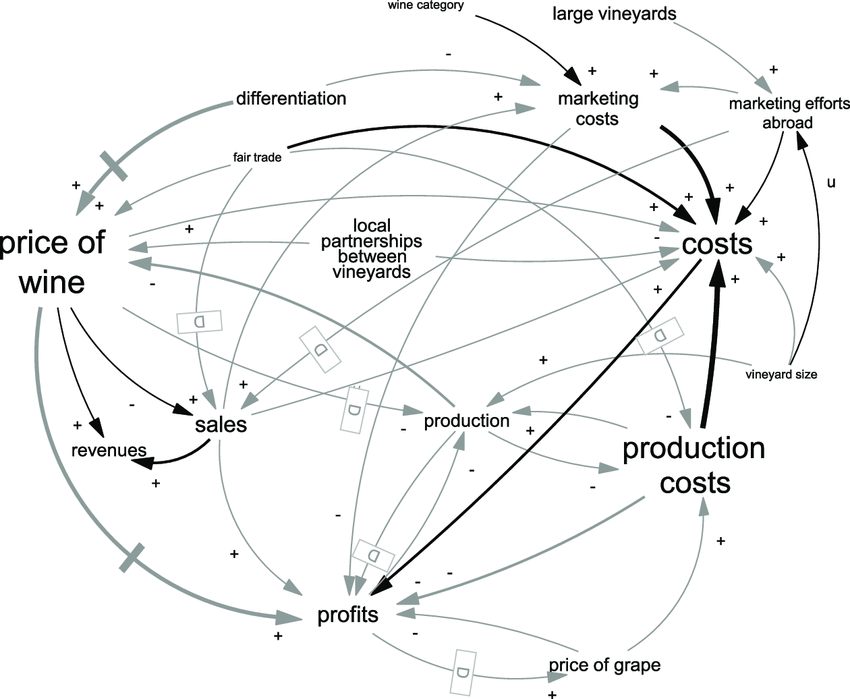 wine category
large vineyards
-
+
+
+
differentiation
+
marketing
costs
marketing efforts
abroad
fair trade
u
+
+
+
+
+
+
price of
wine
+
local
partnerships
between
vineyards
-
costs
+
-
+
+
D
D
D
+
vineyard size
+
+
-
D
sales
+
-
production
+
-
+
revenues
-
production
costs
-
+
-
+
+
D
-
-
profits
-
+
D
price of grape
+